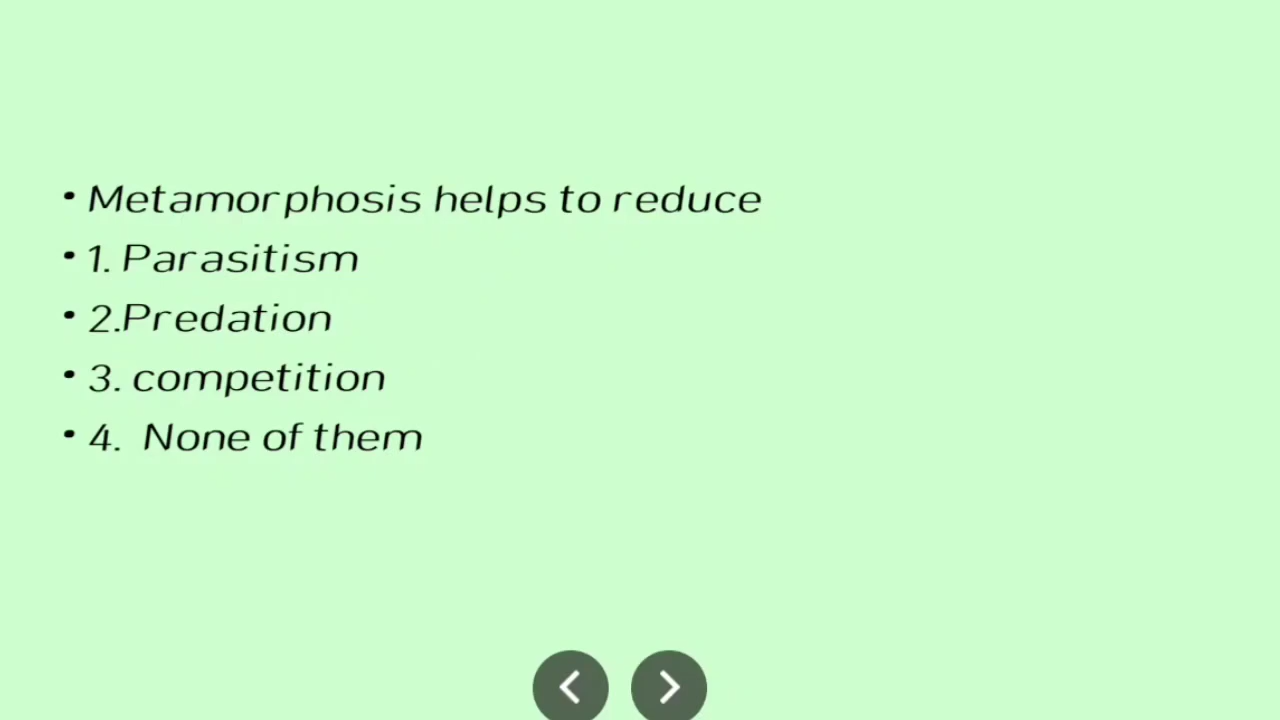 • Metamorphosis helps to reduce
• 1. Parasitism
• 2.Predation
• 3. competition
• 4. None of them